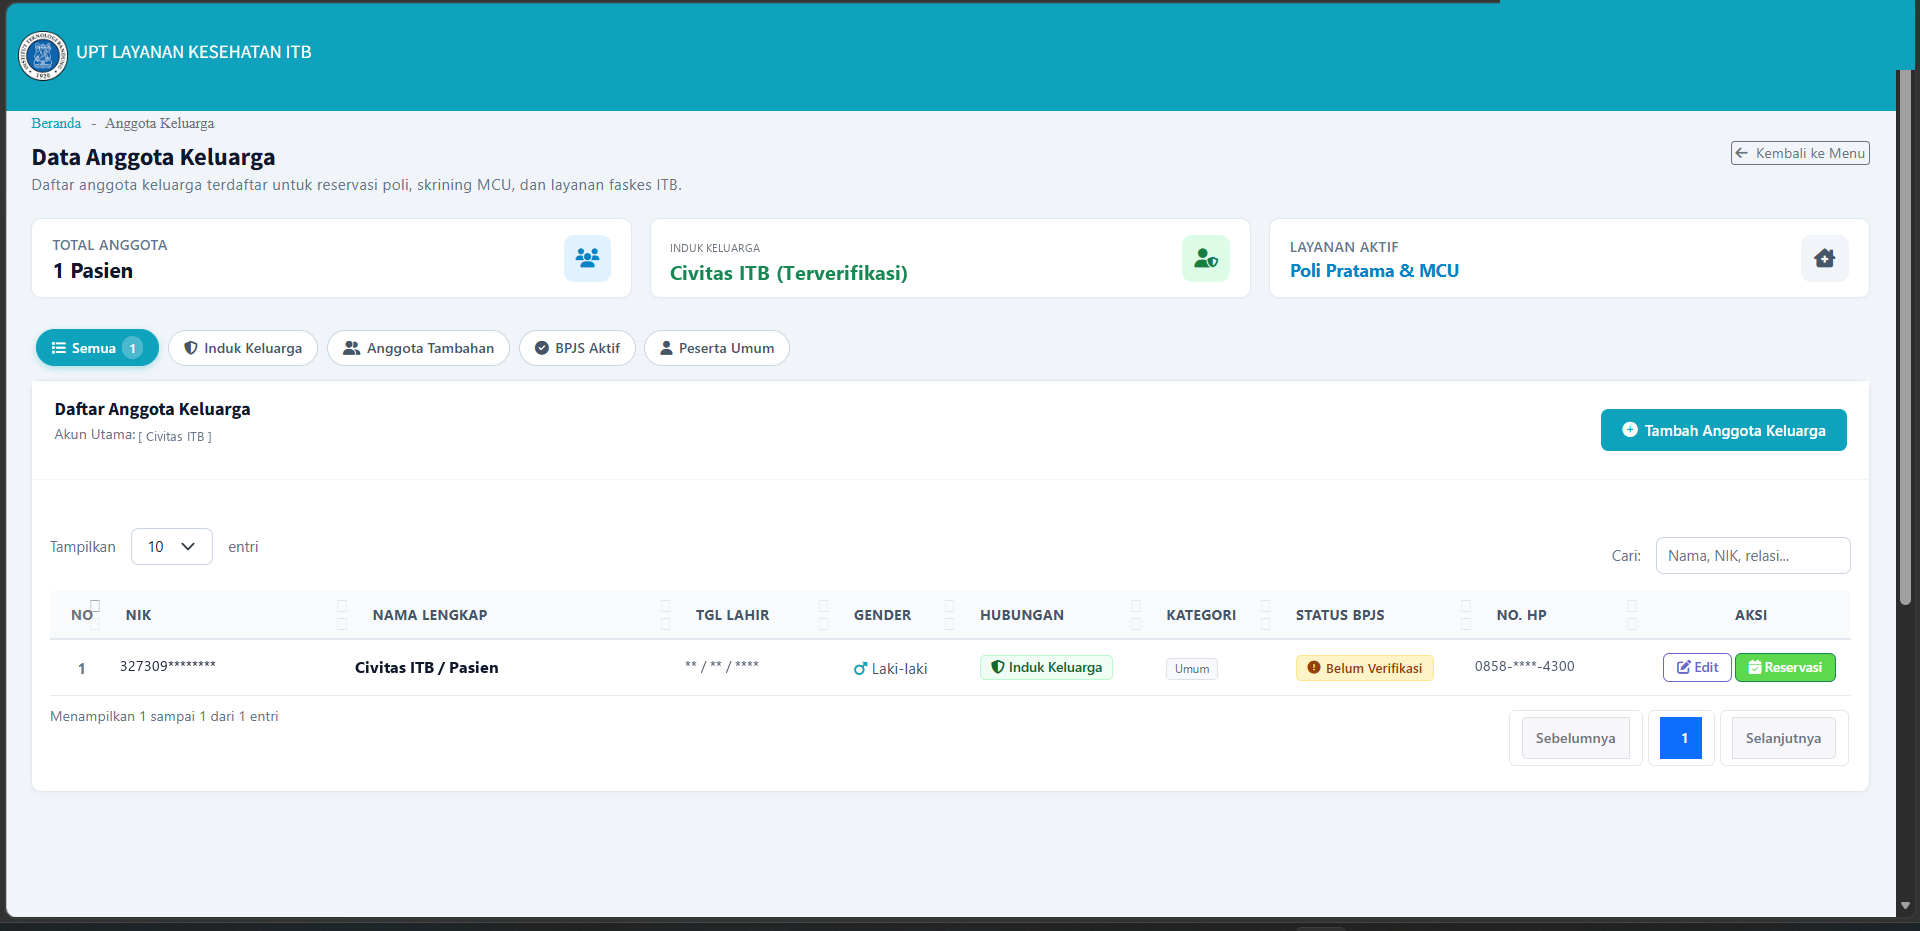 UPT LAYANAN KESEHATAN ITB
Beranda - Anggota Keluarga
Data Anggota Keluarga
Kembali ke Menu
Daftar anggota keluarga terdaftar untuk reservasi poli, skrining MCU, dan layanan faskes ITB.
TOTAL ANGGOTA
1 Pasien
INDUK KELUARGA
Civitas ITB (Terverifikasi)
LAYANAN AKTIF
Poli Pratama & MCU
Semua 1
Induk Keluarga
Anggota Tambahan
BPJS Aktif
Peserta Umum
Daftar Anggota Keluarga
Akun Utama: [ Civitas ITB ]
Tambah Anggota Keluarga
Tampilkan 10 entri
Cari: Nama, NIK, relasi...
NO NIK NAMA LENGKAP TGL LAHIR GENDER HUBUNGAN KATEGORI STATUS BPJS NO. HP AKSI
1 327309******** Civitas ITB / Pasien ** / ** / **** Laki-laki Induk Keluarga Umum Belum Verifikasi 0858-****-4300 Edit Reservasi
Menampilkan 1 sampai 1 dari 1 entri
Sebelumnya 1 Selanjutnya